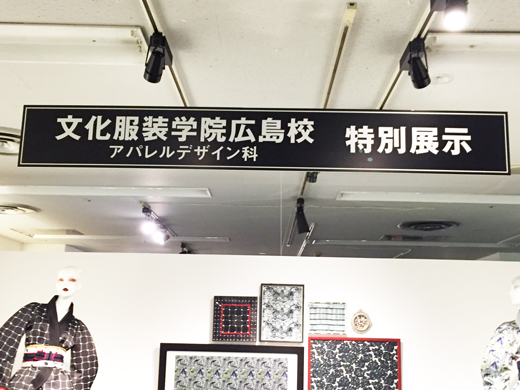 文化服装学院広島校 特別展示
アパレルデザイン科